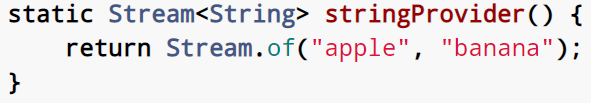 static Stream<String> stringProvider() {
    return Stream.of("apple", "banana");
}